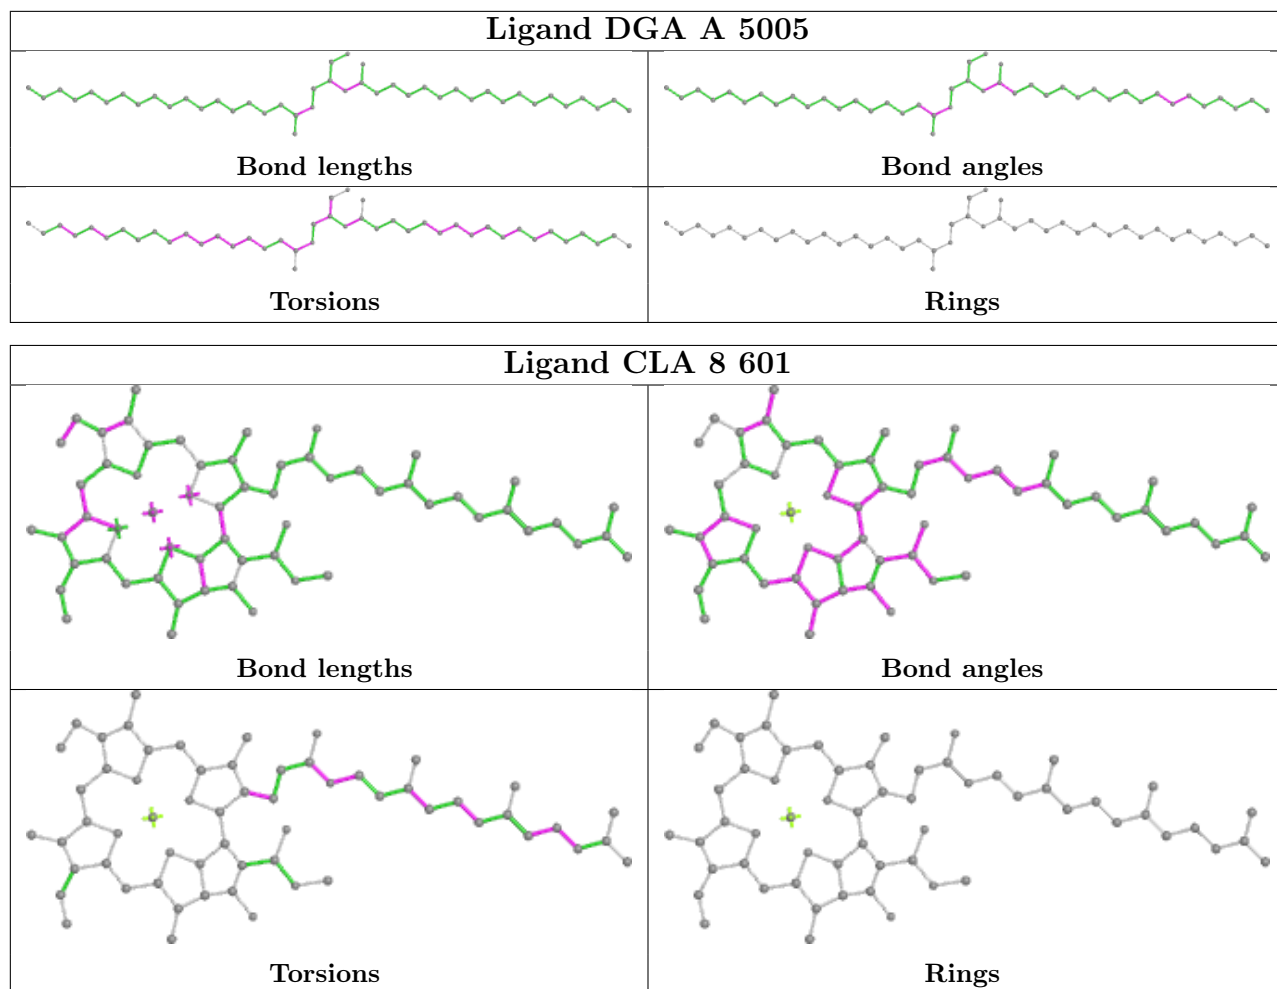 Ligand DGA A 5005
Bond lengths
Bond angles
Torsions
Rings
Ligand CLA 8 601
Bond lengths
Bond angles
Torsions
Rings